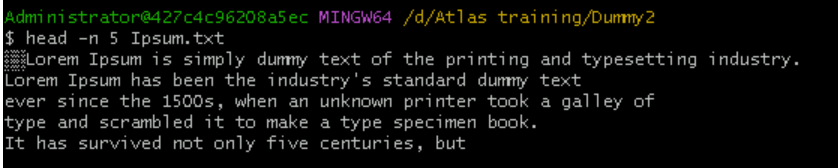 Administrator@427c4c96208a5ec MINGW64 /d/Atlas training/Dummy2
$ head -n 5 Ipsum.txt
▒▒Lorem Ipsum is simply dummy text of the printing and typesetting industry.
Lorem Ipsum has been the industry's standard dummy text
ever since the 1500s, when an unknown printer took a galley of
type and scrambled it to make a type specimen book.
It has survived not only five centuries, but